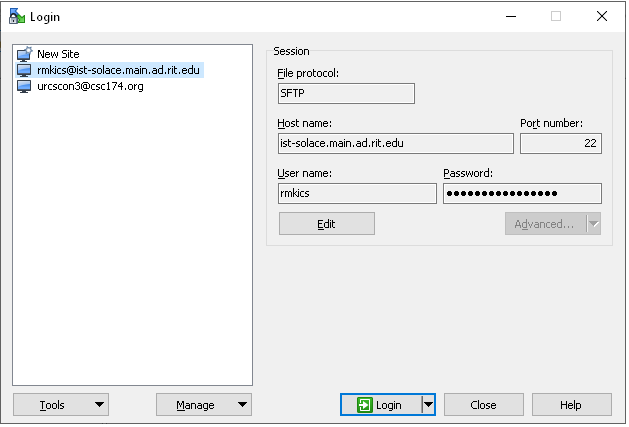 Login
New Site
rmkics@ist-solace.main.ad.rit.edu
urcscon3@csc174.org
Session
File protocol:
SFTP
Host name:
Port number:
ist-solace.main.ad.rit.edu
22
User name:
Password:
rmkics
●●●●●●●●●●●●●●●●
Edit
Advanced...
Tools
Manage
Login
Close
Help